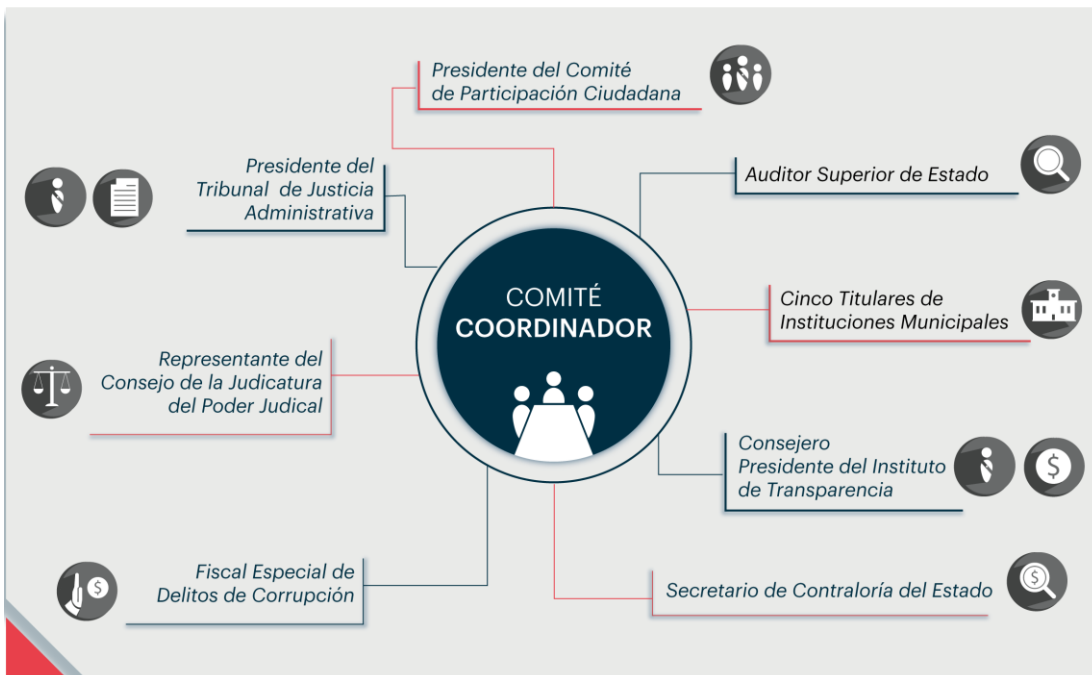 Presidente del Comité
de Participación Ciudadana
Presidente del
Tribunal de Justicia
Administrativa
Auditor Superior de Estado
COMITÉ
COORDINADOR
Cinco Titulares de
Instituciones Municipales
Representante del
Consejo de la Judicatura
del Poder Judical
Consejero
Presidente del Instituto
de Transparencia
Fiscal Especial de
Delitos de Corrupción
Secretario de Contraloría del Estado